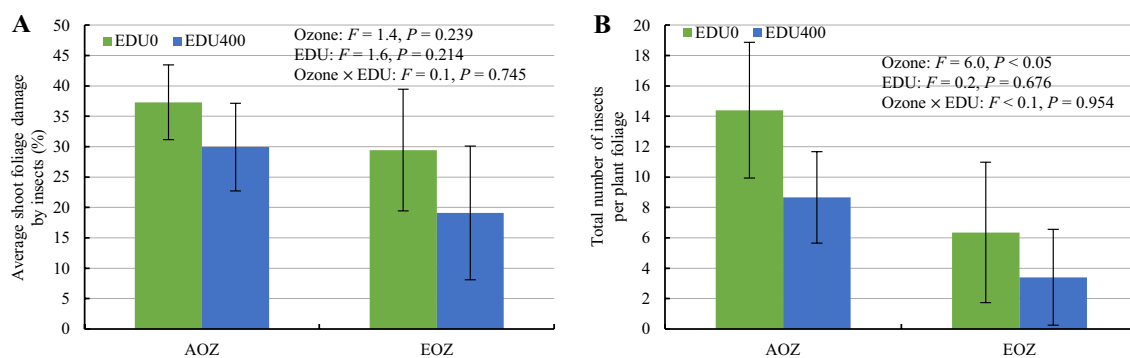 A
EDU0 EDU400
Ozone: F = 1.4, P = 0.239
EDU: F = 1.6, P = 0.214
Ozone × EDU: F = 0.1, P = 0.745
Average shoot foliage damage
by insects (%)
50
45
40
35
30
25
20
15
10
5
0
AOZ EOZ
B
EDU0 EDU400
Ozone: F = 6.0, P < 0.05
EDU: F = 0.2, P = 0.676
Ozone × EDU: F < 0.1, P = 0.954
Total number of insects
per plant foliage
20
18
16
14
12
10
8
6
4
2
0
AOZ EOZ